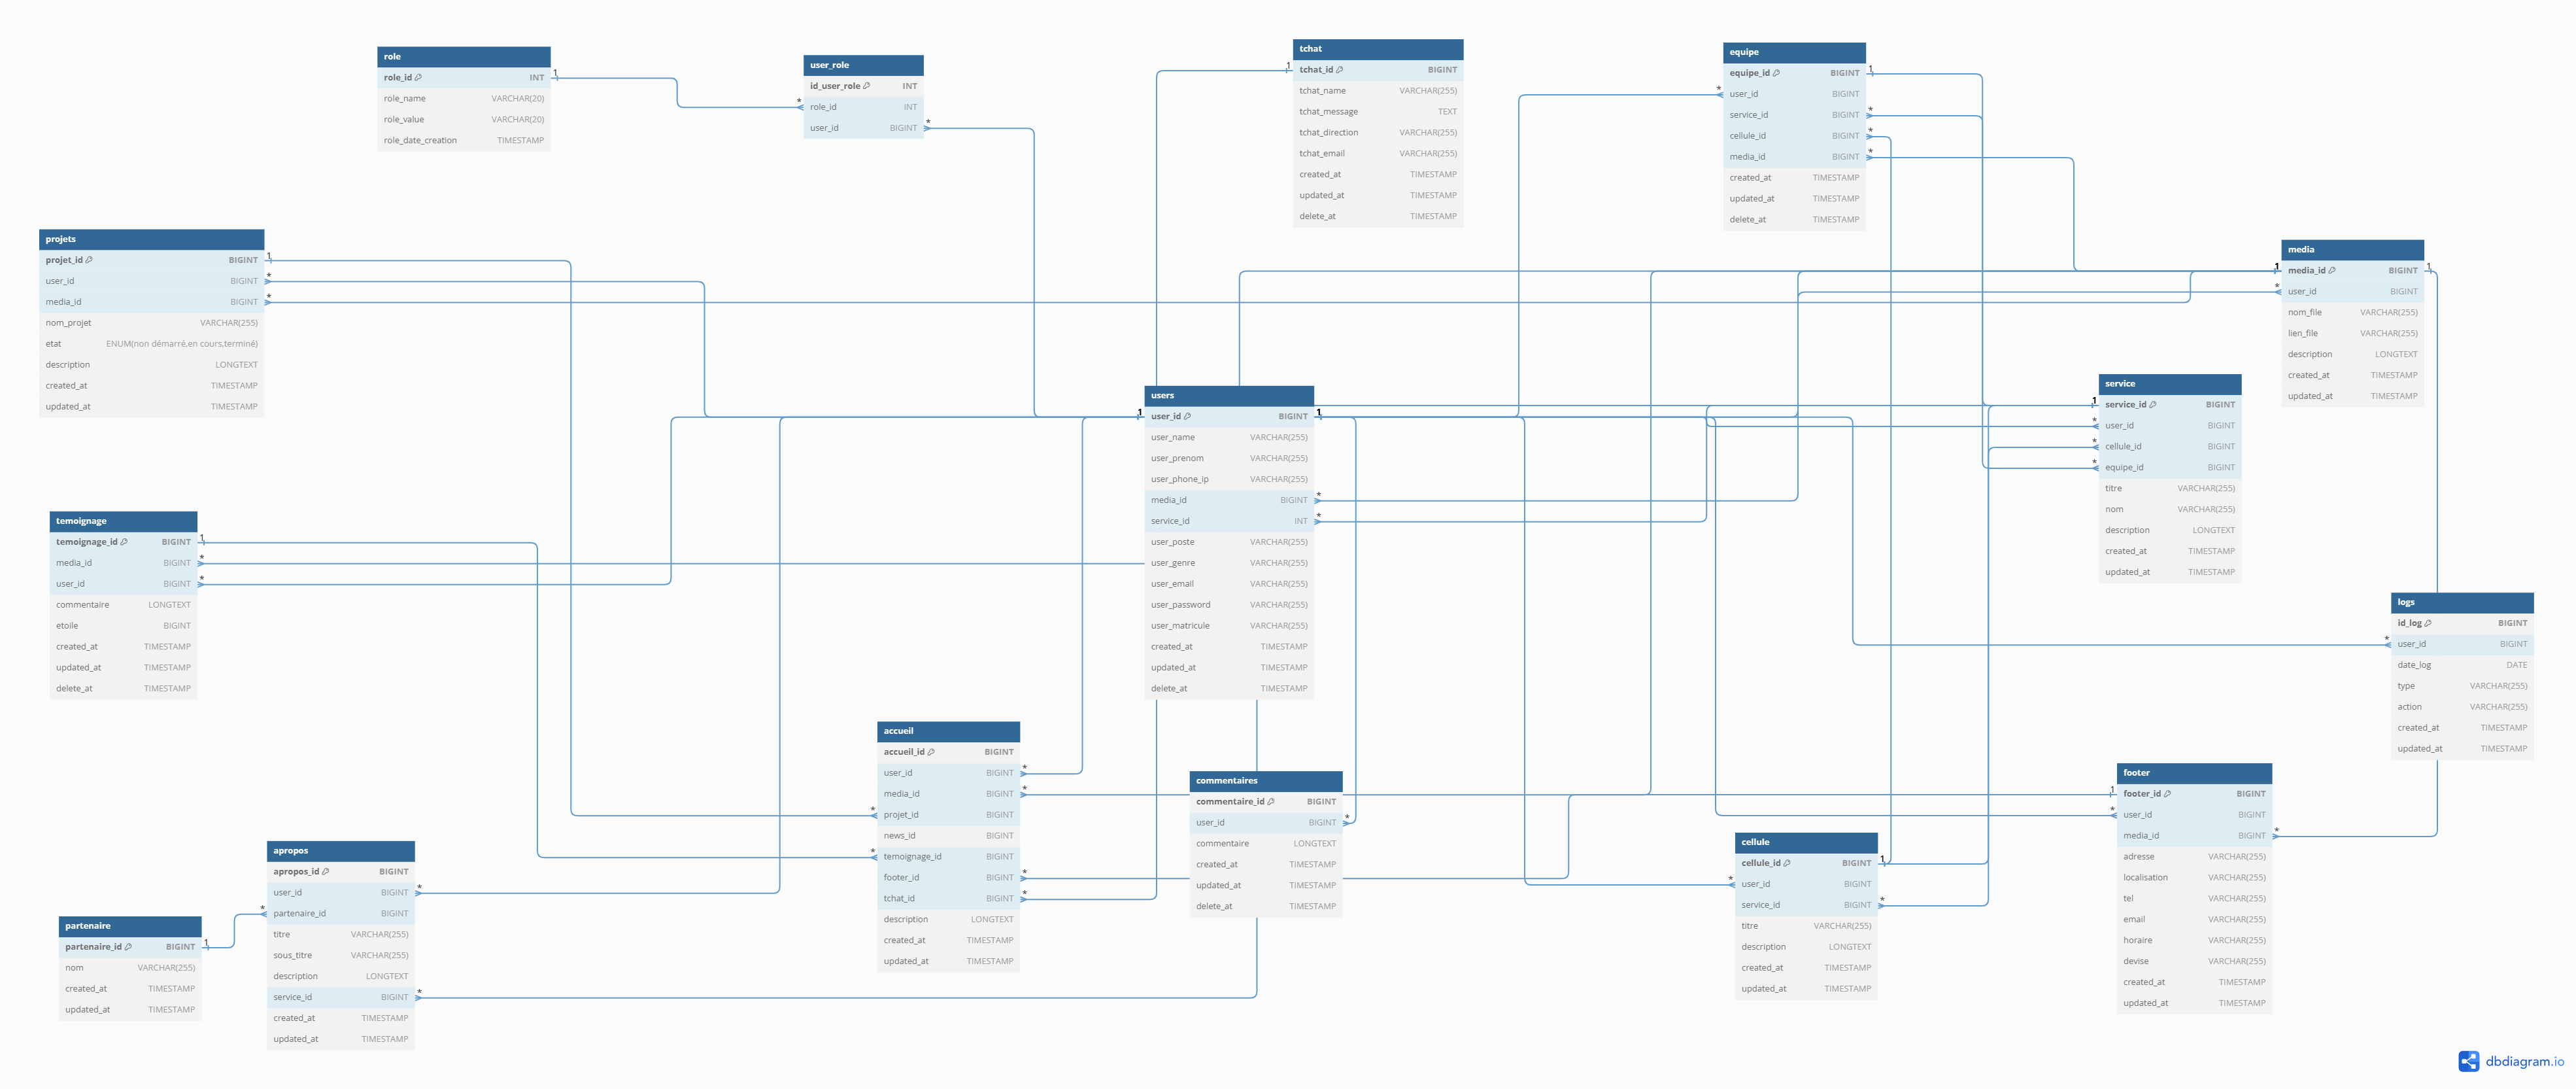 role
role_id INT
role_name VARCHAR(20)
role_value VARCHAR(20)
role_date_creation TIMESTAMP
1
user_role
id_user_role INT
role_id INT
user_id BIGINT
*
*
tchat
tchat_id BIGINT
tchat_name VARCHAR(255)
tchat_message TEXT
tchat_direction VARCHAR(255)
tchat_email VARCHAR(255)
created_at TIMESTAMP
updated_at TIMESTAMP
delete_at TIMESTAMP
1
equipe
equipe_id BIGINT
user_id BIGINT
service_id BIGINT
cellule_id BIGINT
media_id BIGINT
created_at TIMESTAMP
updated_at TIMESTAMP
delete_at TIMESTAMP
1
*
*
*
*
projets
projet_id BIGINT
user_id BIGINT
media_id BIGINT
nom_projet VARCHAR(255)
etat ENUM(non démarré,en cours,terminé)
description LONGTEXT
created_at TIMESTAMP
updated_at TIMESTAMP
1
*
*
media
media_id BIGINT
user_id BIGINT
nom_file VARCHAR(255)
lien_file VARCHAR(255)
description LONGTEXT
created_at TIMESTAMP
updated_at TIMESTAMP
1
1
*
users
user_id BIGINT
user_name VARCHAR(255)
user_prenom VARCHAR(255)
user_phone_ip VARCHAR(255)
media_id BIGINT
service_id INT
user_poste VARCHAR(255)
user_genre VARCHAR(255)
user_email VARCHAR(255)
user_password VARCHAR(255)
user_matricule VARCHAR(255)
created_at TIMESTAMP
updated_at TIMESTAMP
delete_at TIMESTAMP
1
1
*
*
service
service_id BIGINT
user_id BIGINT
cellule_id BIGINT
equipe_id BIGINT
titre VARCHAR(255)
nom VARCHAR(255)
description LONGTEXT
created_at TIMESTAMP
updated_at TIMESTAMP
1
*
*
*
temoignage
temoignage_id BIGINT
media_id BIGINT
user_id BIGINT
commentaire LONGTEXT
etoile BIGINT
created_at TIMESTAMP
updated_at TIMESTAMP
delete_at TIMESTAMP
1
*
*
logs
id_log BIGINT
user_id BIGINT
date_log DATE
type VARCHAR(255)
action VARCHAR(255)
created_at TIMESTAMP
updated_at TIMESTAMP
*
accueil
accueil_id BIGINT
user_id BIGINT
media_id BIGINT
projet_id BIGINT
news_id BIGINT
temoignage_id BIGINT
footer_id BIGINT
tchat_id BIGINT
description LONGTEXT
created_at TIMESTAMP
updated_at TIMESTAMP
*
*
*
*
*
*
commentaires
commentaire_id BIGINT
user_id BIGINT
commentaire LONGTEXT
created_at TIMESTAMP
updated_at TIMESTAMP
delete_at TIMESTAMP
*
footer
footer_id BIGINT
user_id BIGINT
media_id BIGINT
adresse VARCHAR(255)
localisation VARCHAR(255)
tel VARCHAR(255)
email VARCHAR(255)
horaire VARCHAR(255)
devise VARCHAR(255)
created_at TIMESTAMP
updated_at TIMESTAMP
1
*
*
cellule
cellule_id BIGINT
user_id BIGINT
service_id BIGINT
titre VARCHAR(255)
description LONGTEXT
created_at TIMESTAMP
updated_at TIMESTAMP
1
*
*
apropos
apropos_id BIGINT
user_id BIGINT
partenaire_id BIGINT
titre VARCHAR(255)
sous_titre VARCHAR(255)
description LONGTEXT
service_id BIGINT
created_at TIMESTAMP
updated_at TIMESTAMP
*
*
*
partenaire
partenaire_id BIGINT
nom VARCHAR(255)
created_at TIMESTAMP
updated_at TIMESTAMP
1
dbdiagram.io